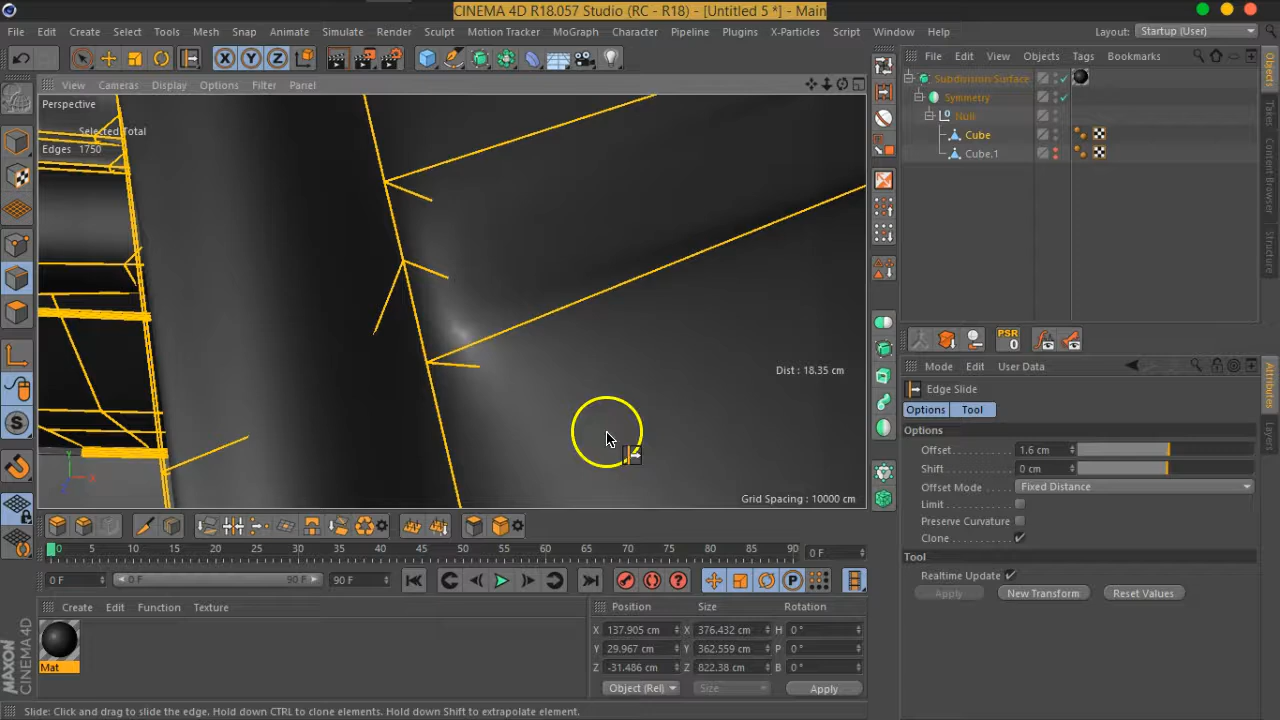 CINEMA 4D R18.057 Studio (RC - R18) - [Untitled 5 *] - Main
File Edit Create Select Tools Mesh Snap Animate Simulate Render Sculpt Motion Tracker MoGraph Character Pipeline Plugins X-Particles Script Window Help Layout: Startup (User)
X Y Z
File Edit View Objects Tags Bookmarks
View Cameras Display Options Filter Panel
Perspective
Selected Total
Edges 1750
Subdivision Surface
Symmetry
Null
Cube
Cube.1
Objects
Takes
Content Browser
Structure
PSR
0
Mode Edit User Data
Edge Slide
Options Tool
Options
Offset 1.6 cm
Shift 0 cm
Offset Mode Fixed Distance
Limit
Preserve Curvature
Clone
Tool
Realtime Update
Apply New Transform Reset Values
Attributes
Layers
Dist : 18.35 cm
Grid Spacing : 10000 cm
0 5 10 15 20 25 30 35 40 45 50 55 60 65 70 75 80 85 90 0 F
0 F 0 F 90 F 90 F
P
Create Edit Function Texture
Mat
Position Size Rotation
X 137.905 cm X 376.432 cm H 0 °
Y 29.967 cm Y 362.559 cm P 0 °
Z -31.486 cm Z 822.38 cm B 0 °
Object (Rel) Size Apply
MAXON
CINEMA 4D
Slide: Click and drag to slide the edge. Hold down CTRL to clone elements. Hold down Shift to extrapolate element.